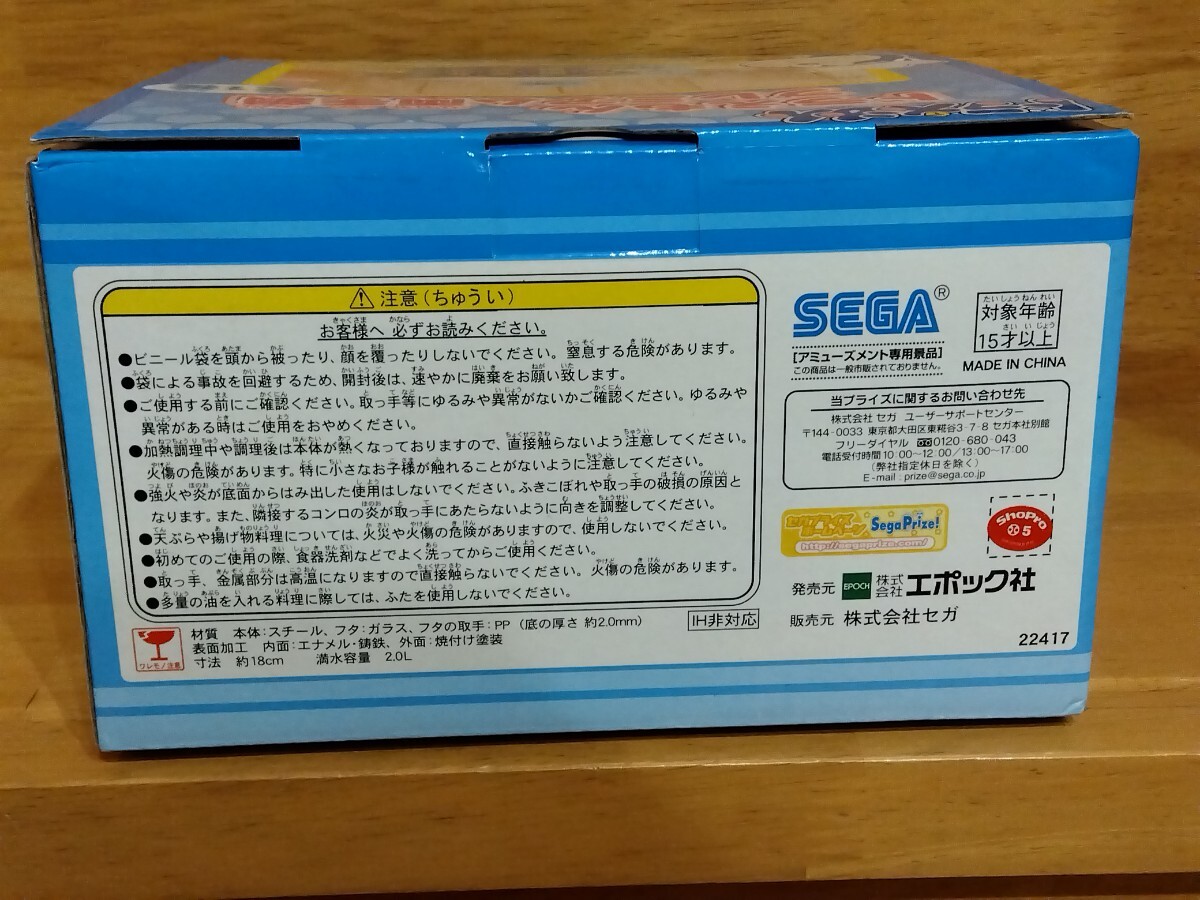 ⚠ 注意(ちゅうい)
お客様へ 必ずお読みください。
●ビニール袋を頭から被ったり、顔を覆ったりしないでください。窒息する危険があります。
●袋による事故を回避するため、開封後は、速やかに廃棄をお願い致します。
●ご使用する前にご確認ください。取っ手等にゆるみや異常がないかご確認ください。ゆるみや
異常がある時はご使用をおやめください。
●加熱調理中や調理後は本体が熱くなっておりますので、直接触らないよう注意してください。
火傷の危険があります。特に小さなお子様が触れることがないように注意してください。
●強火や炎が底面からはみ出した使用はしないでください。ふきこぼれや取っ手の破損の原因と
なります。また、隣接するコンロの炎が取っ手にあたらないように向きを調整してください。
●天ぷらや揚げ物料理については、火災や火傷の危険がありますので、使用しないでください。
●初めてのご使用の際、食器洗剤などでよく洗ってからご使用ください。
●取っ手、金属部分は高温になりますので直接触らないでください。火傷の危険があります。
●多量の油を入れる料理に際しては、ふたを使用しないでください。
ワレモノ注意
材質 本体:スチール、フタ:ガラス、フタの取手:PP (底の厚さ 約2.0mm)
表面加工 内面:エナメル・鋳鉄、外面:焼付け塗装
寸法 約18cm 満水容量 2.0L
IH非対応
SEGA®
[アミューズメント専用景品]
この商品は一般市販されておりません。
たいしょうねんれい
対象年齢
さいいじょう
15才以上
MADE IN CHINA
当プライズに関するお問い合わせ先
株式会社 セガ ユーザーサポートセンター
〒144-0033 東京都大田区東糀谷3-7-8 セガ本社別館
フリーダイヤル 0120-680-043
電話受付時間 10:00〜12:00/13:00〜17:00
(弊社指定休日を除く)
E-mail:prize@sega.co.jp
Sega Prize!
http://segaprize.com/
ShoPro
5
発売元 EPOCH 株式会社 エポック社
販売元 株式会社セガ
22417